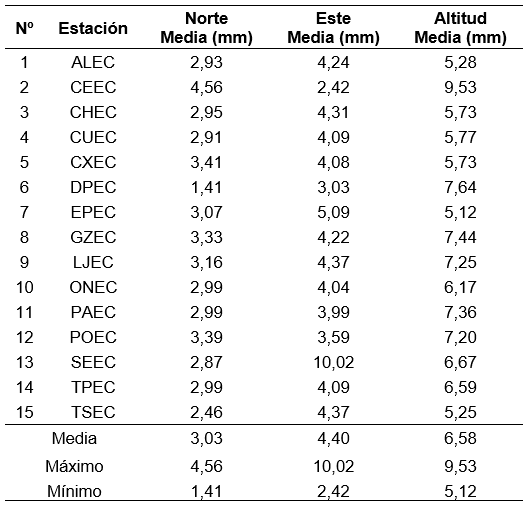 Nº Estación Norte Media (mm) Este Media (mm) Altitud Media (mm)
1 ALEC 2,93 4,24 5,28
2 CEEC 4,56 2,42 9,53
3 CHEC 2,95 4,31 5,73
4 CUEC 2,91 4,09 5,77
5 CXEC 3,41 4,08 5,73
6 DPEC 1,41 3,03 7,64
7 EPEC 3,07 5,09 5,12
8 GZEC 3,33 4,22 7,44
9 LJEC 3,16 4,37 7,25
10 ONEC 2,99 4,04 6,17
11 PAEC 2,99 3,99 7,36
12 POEC 3,39 3,59 7,20
13 SEEC 2,87 10,02 6,67
14 TPEC 2,99 4,09 6,59
15 TSEC 2,46 4,37 5,25
Media 3,03 4,40 6,58
Máximo 4,56 10,02 9,53
Mínimo 1,41 2,42 5,12